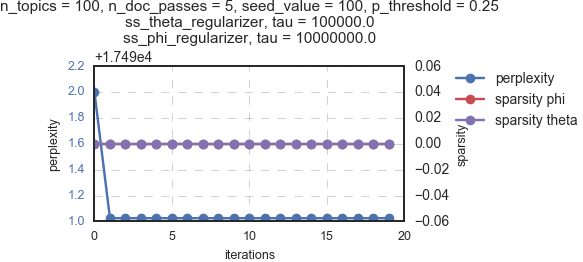 n_topics = 100, n_doc_passes = 5, seed_value = 100, p_threshold = 0.25
ss_theta_regularizer, tau = 100000.0
ss_phi_regularizer, tau = 10000000.0
+1.749e4
2.2
2.0
1.8
1.6
1.4
1.2
1.0
perplexity
0
5
10
15
20
iterations
0.06
0.04
0.02
0.00
−0.02
−0.04
−0.06
sparsity
perplexity
sparsity phi
sparsity theta